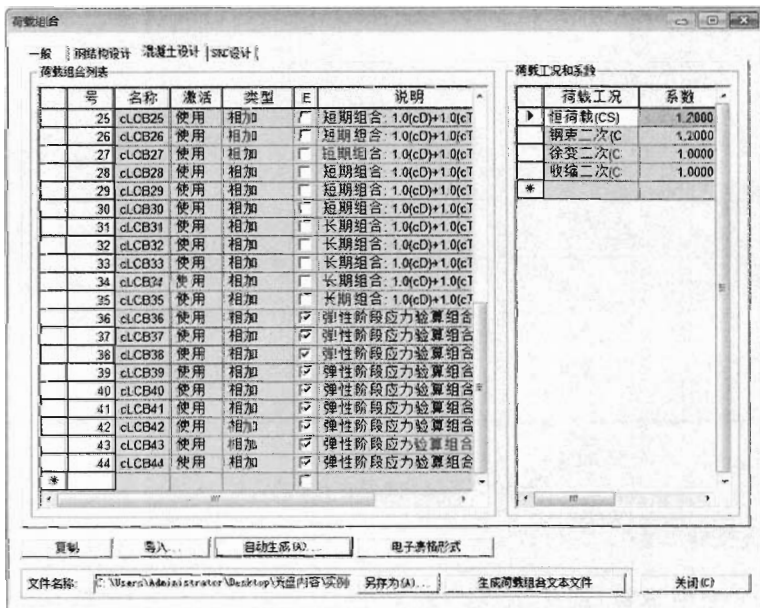 荷载组合
一般 钢结构设计 混凝土设计 SRC设计
荷载组合列表 荷载工况和系数
号 名称 激活 类型 E 说明
25 cLCB25 使用 相加 短期组合: 1.0(cD)+1.0(cT
26 cLCB26 使用 相加 短期组合: 1.0(cD)+1.0(cT
27 cLCB27 使用 相加 短期组合: 1.0(cD)+1.0(cT
28 cLCB28 使用 相加 短期组合: 1.0(cD)+1.0(cT
29 cLCB29 使用 相加 短期组合: 1.0(cD)+1.0(cT
30 cLCB30 使用 相加 短期组合: 1.0(cD)+1.0(cT
31 cLCB31 使用 相加 长期组合: 1.0(cD)+1.0(cT
32 cLCB32 使用 相加 长期组合: 1.0(cD)+1.0(cT
33 cLCB33 使用 相加 长期组合: 1.0(cD)+1.0(cT
34 cLCB34 使用 相加 长期组合: 1.0(cD)+1.0(cT
35 cLCB35 使用 相加 长期组合: 1.0(cD)+1.0(cT
36 cLCB36 使用 相加 弹性阶段应力验算组合
37 cLCB37 使用 相加 弹性阶段应力验算组合
38 cLCB38 使用 相加 弹性阶段应力验算组合
39 cLCB39 使用 相加 弹性阶段应力验算组合
40 cLCB40 使用 相加 弹性阶段应力验算组合
41 cLCB41 使用 相加 弹性阶段应力验算组合
42 cLCB42 使用 相加 弹性阶段应力验算组合
43 cLCB43 使用 相加 弹性阶段应力验算组合
44 cLCB44 使用 相加 弹性阶段应力验算组合
荷载工况 系数
恒荷载(CS) 1.2000
钢束二次(C 1.2000
徐变二次(C 1.0000
收缩二次(C 1.0000
复制 导入... 自动生成(A)... 电子表格形式
文件名称: C:\Users\Administrator\Desktop\光盘内容\实例 另存为(A)... 生成荷载组合文本文件 关闭(C)